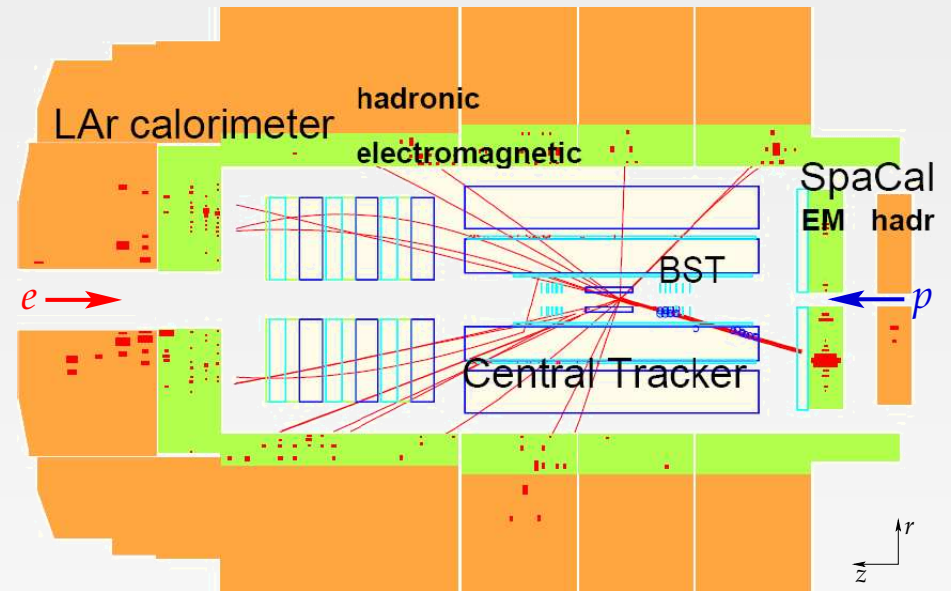 hadronic
LAr calorimeter
electromagnetic
SpaCal
EM hadr
BST
e
p
Central Tracker
r
z